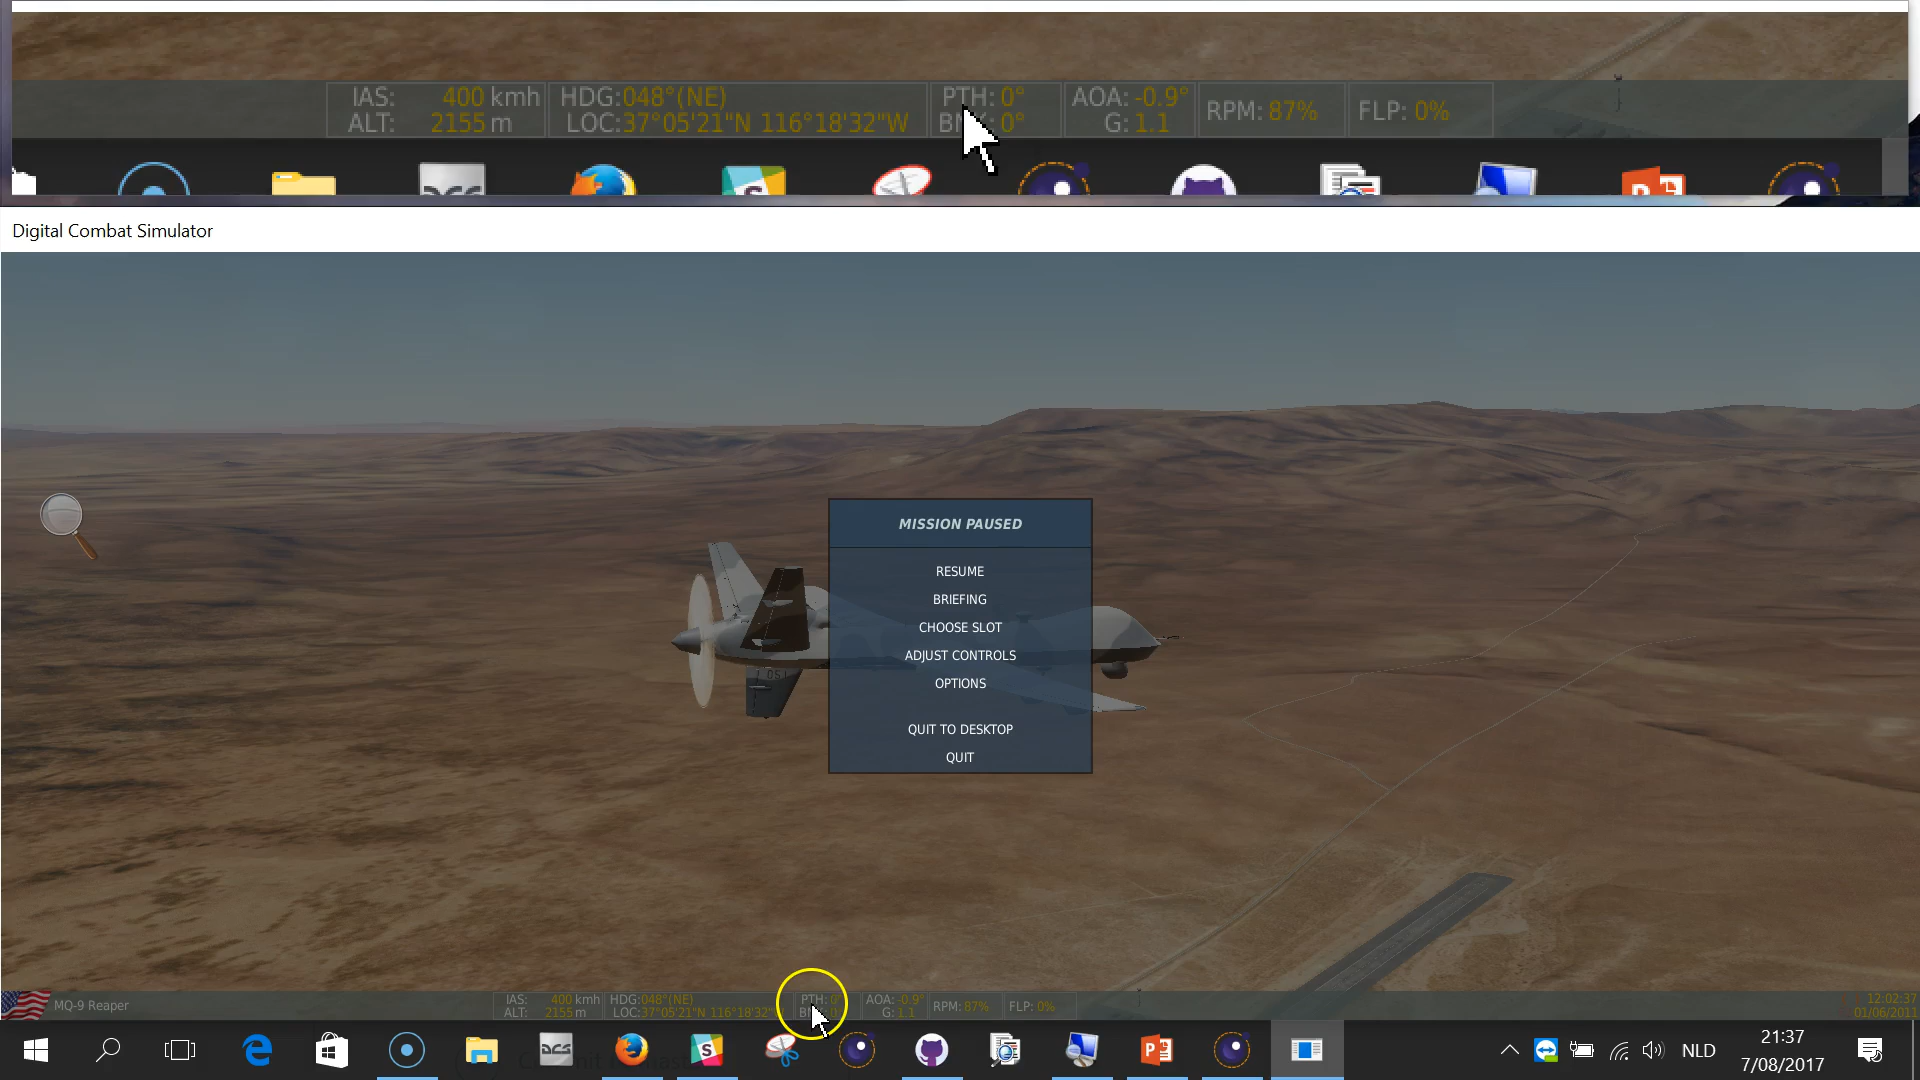 IAS: 400 kmh HDG:048°(NE) PTH: 0° AOA: -0.9° RPM: 87% FLP: 0%
ALT: 2155 m LOC:37°05'21"N 116°18'32"W 0° G: 1.1
Digital Combat Simulator
MISSION PAUSED
RESUME
BRIEFING
CHOOSE SLOT
ADJUST CONTROLS
OPTIONS
QUIT TO DESKTOP
QUIT
MQ-9 Reaper
IAS: 400 kmh HDG:048°(NE) PTH: 0° AOA: -0.9° RPM: 87% FLP: 0%
ALT: 2155 m LOC:37°05'21"N 116°18'32" G: 1.1
12:02:37
01/06/2011
DCS
NLD
21:37
7/08/2017